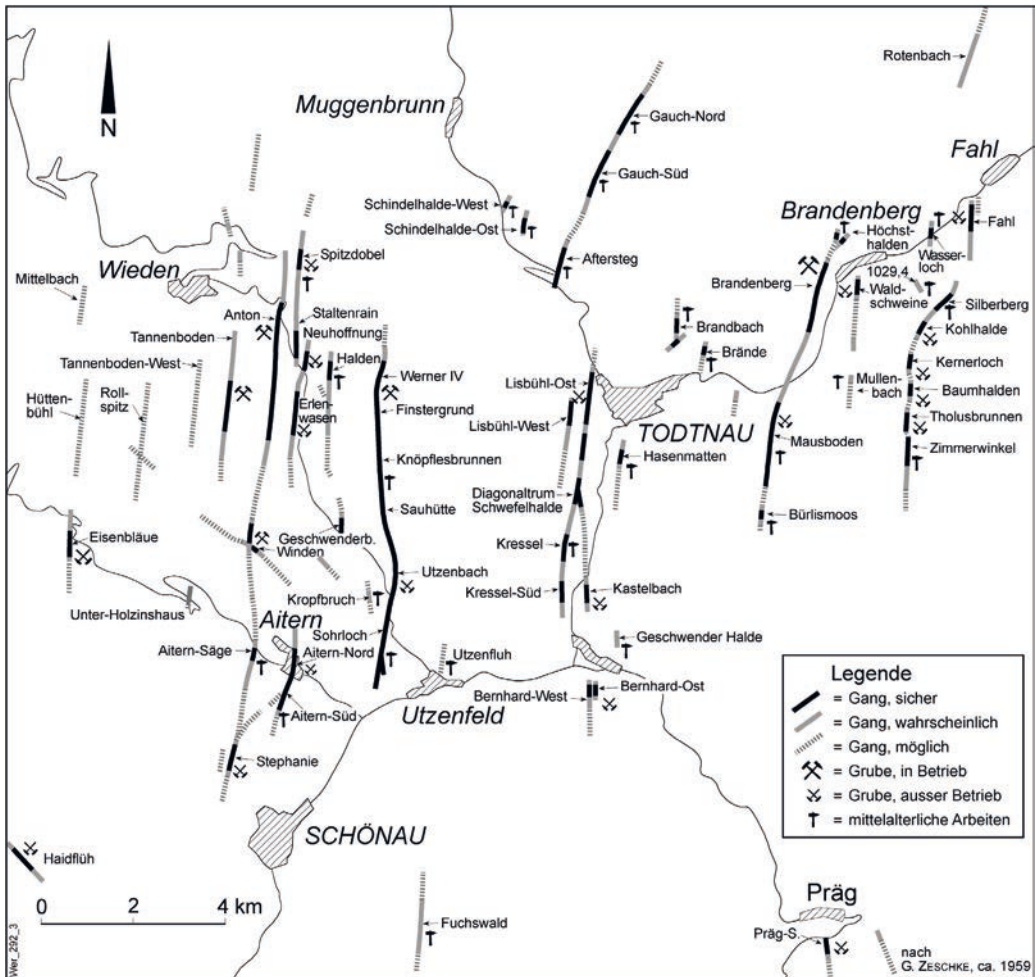 Rotenbach
Muggenbrunn
N
Gauch-Nord
Fahl
Gauch-Süd
Schindelhalde-West
Schindelhalde-Ost
Brandenberg
Höchst-
halden
Fahl
Wasser-
loch
Spitzdobel
Aftersteg
Wieden
Mittelbach
1029,4
Brandenberg
Wald-
schweine
Silberberg
Anton
Staltenrain
Neuhoffnung
Tannenboden
Halden
Brandbach
Kohlhalde
Tannenboden-West
Brände
Kernerloch
Werner IV
Lisbühl-Ost
Mullen-
bach
Baumhalden
Hütten-
bühl
Roll-
spitz
Erlen-
wasen
Finstergrund
Lisbühl-West
TODTNAU
Tholusbrunnen
Mausboden
Knöpflesbrunnen
Hasenmatten
Zimmerwinkel
Diagonaltrum
Schwefelhalde
Sauhütte
Bürlismoos
Eisenbläue
Geschwenderb.
Winden
Kressel
Utzenbach
Kressel-Süd
Kastelbach
Kropfbruch
Unter-Holzinshaus
Aitern
Sohrloch
Geschwender Halde
Aitern-Säge
Aitern-Nord
Utzenfluh
Bernhard-Ost
Bernhard-West
Aitern-Süd
Utzenfeld
Stephanie
Legende
= Gang, sicher
= Gang, wahrscheinlich
= Gang, möglich
= Grube, in Betrieb
= Grube, ausser Betrieb
= mittelalterliche Arbeiten
SCHÖNAU
Haidflüh
Präg
0 2 4 km
Fuchswald
Präg-S.
Wer_292_3
nach
G. ZESCHKE, ca. 1959